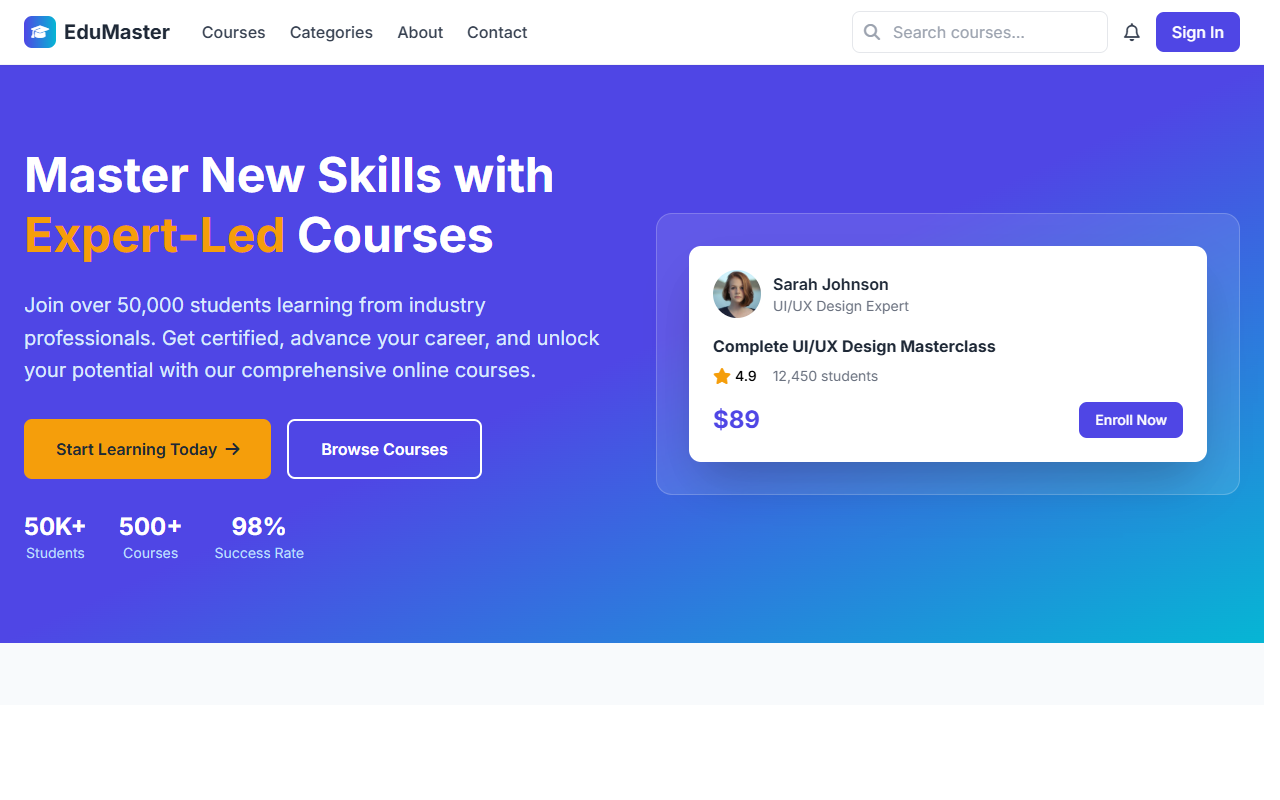 EduMaster
Courses
Categories
About
Contact
Search courses...
Sign In
Master New Skills with
Expert-Led Courses
Join over 50,000 students learning from industry
professionals. Get certified, advance your career, and unlock
your potential with our comprehensive online courses.
Start Learning Today →
Browse Courses
50K+
Students
500+
Courses
98%
Success Rate
Sarah Johnson
UI/UX Design Expert
Complete UI/UX Design Masterclass
4.9
12,450 students
$89
Enroll Now